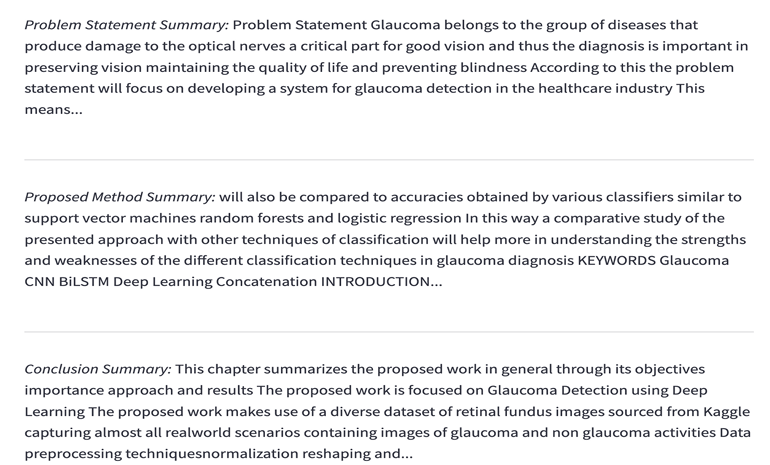 Problem Statement Summary: Problem Statement Glaucoma belongs to the group of diseases that
produce damage to the optical nerves a critical part for good vision and thus the diagnosis is important in
preserving vision maintaining the quality of life and preventing blindness According to this the problem
statement will focus on developing a system for glaucoma detection in the healthcare industry This
means...
Proposed Method Summary: will also be compared to accuracies obtained by various classifiers similar to
support vector machines random forests and logistic regression In this way a comparative study of the
presented approach with other techniques of classification will help more in understanding the strengths
and weaknesses of the different classification techniques in glaucoma diagnosis KEYWORDS Glaucoma
CNN BiLSTM Deep Learning Concatenation INTRODUCTION...
Conclusion Summary: This chapter summarizes the proposed work in general through its objectives
importance approach and results The proposed work is focused on Glaucoma Detection using Deep
Learning The proposed work makes use of a diverse dataset of retinal fundus images sourced from Kaggle
capturing almost all realworld scenarios containing images of glaucoma and non glaucoma activities Data
preprocessing techniquesnormalization reshaping and...